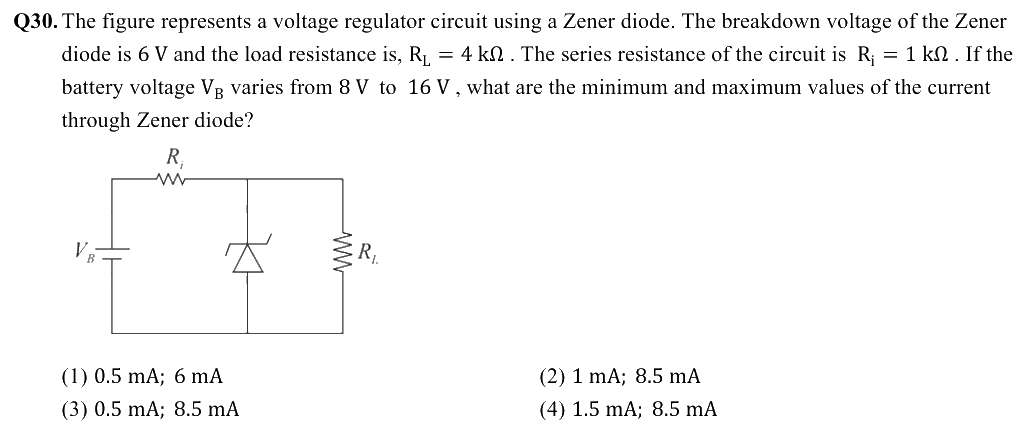 Q30. The figure represents a voltage regulator circuit using a Zener diode. The breakdown voltage of the Zener
diode is 6 V and the load resistance is, R_L = 4 kΩ . The series resistance of the circuit is R_i = 1 kΩ . If the
battery voltage V_B varies from 8 V to 16 V , what are the minimum and maximum values of the current
through Zener diode?
R_i
V_B
R_L
(1) 0.5 mA; 6 mA
(2) 1 mA; 8.5 mA
(3) 0.5 mA; 8.5 mA
(4) 1.5 mA; 8.5 mA